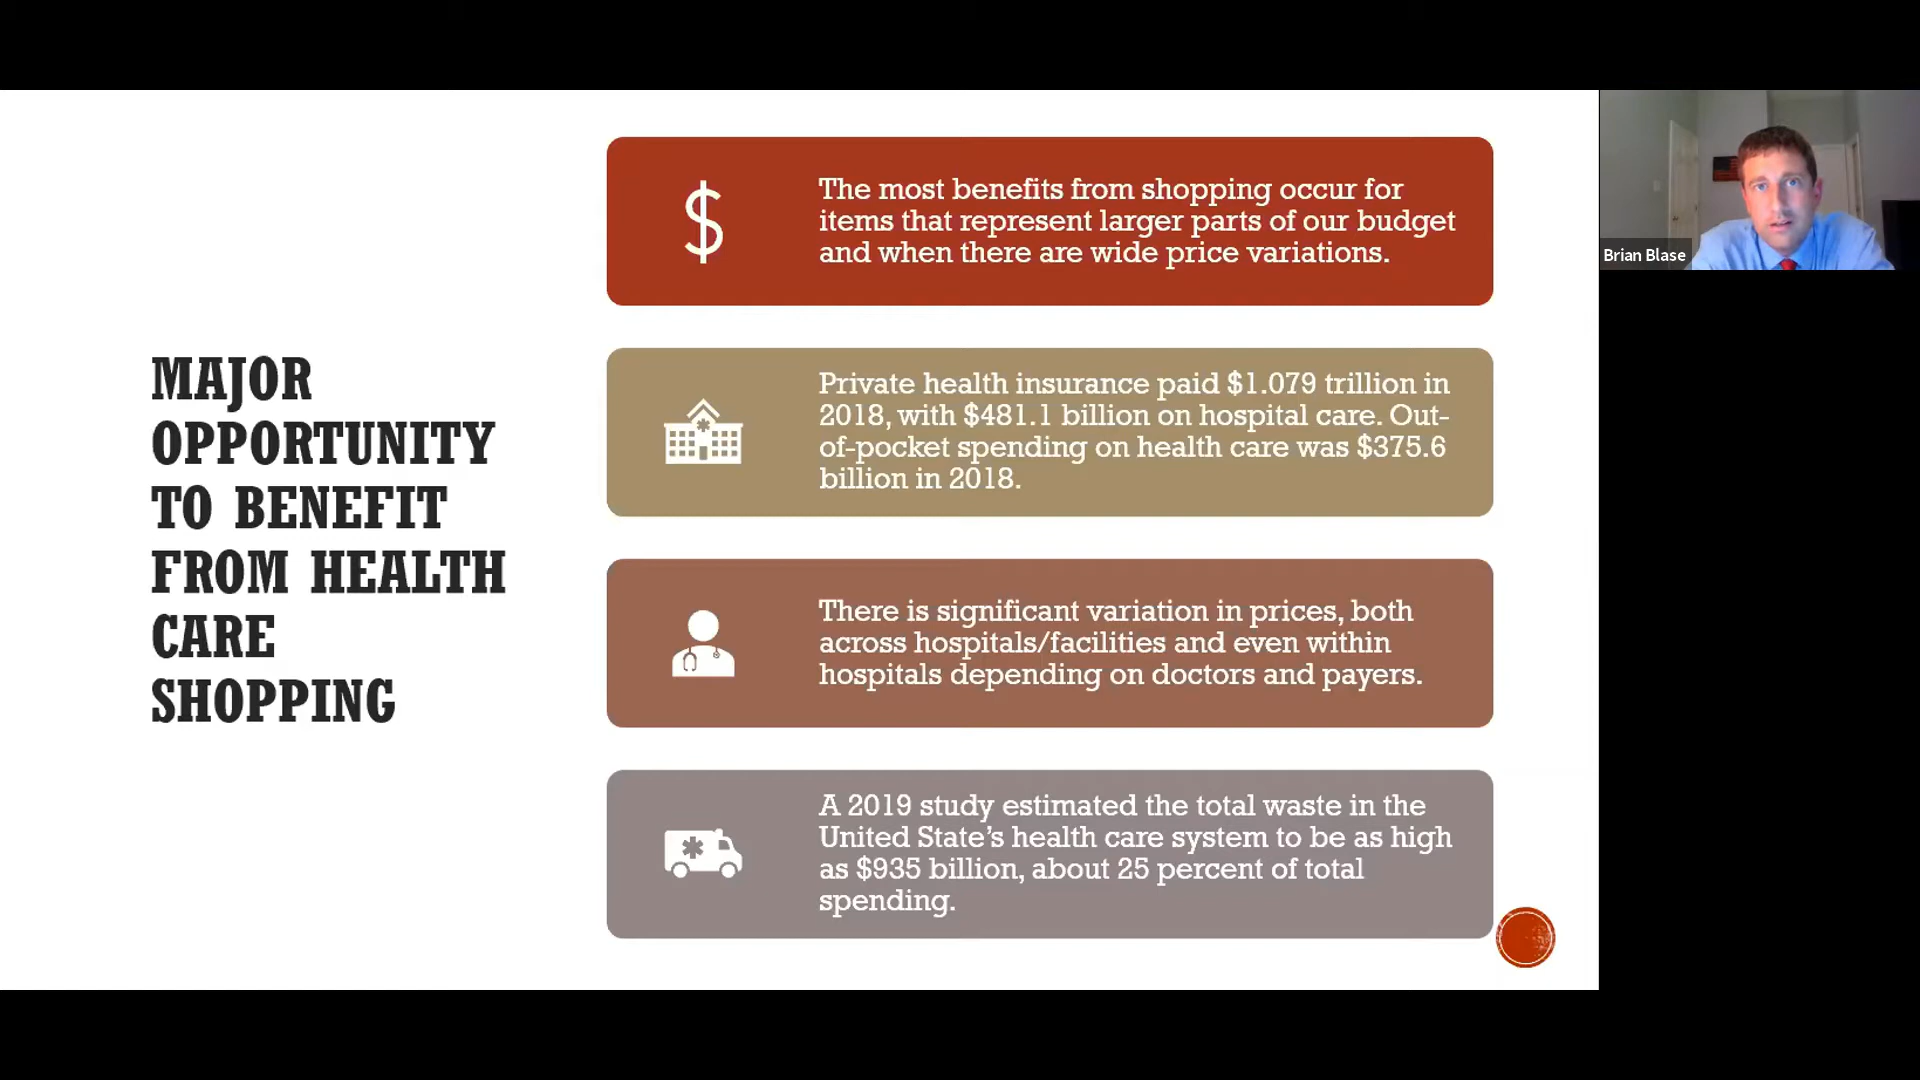 MAJOR
OPPORTUNITY
TO BENEFIT
FROM HEALTH
CARE
SHOPPING
$
The most benefits from shopping occur for
items that represent larger parts of our budget
and when there are wide price variations.
Private health insurance paid $1.079 trillion in
2018, with $481.1 billion on hospital care. Out-
of-pocket spending on health care was $375.6
billion in 2018.
There is significant variation in prices, both
across hospitals/facilities and even within
hospitals depending on doctors and payers.
A 2019 study estimated the total waste in the
United State's health care system to be as high
as $935 billion, about 25 percent of total
spending.
Brian Blase